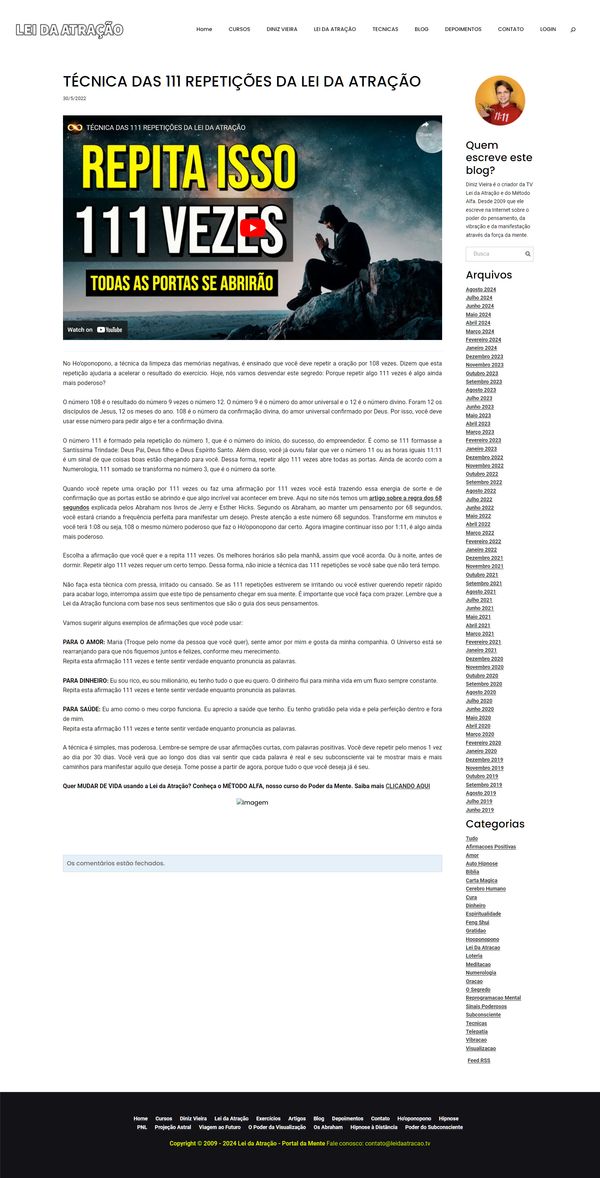 LEI DA ATRAÇÃO
Home CURSOS DINIZ VIEIRA LEI DA ATRAÇÃO TECNICAS BLOG DEPOIMENTOS CONTATO LOGIN
TÉCNICA DAS 111 REPETIÇÕES DA LEI DA ATRAÇÃO
30/5/2022
TÉCNICA DAS 111 REPETIÇÕES DA LEI DA ATRAÇÃO
Share
REPITA ISSO
111 VEZES
TODAS AS PORTAS SE ABRIRÃO
Watch on YouTube
No Ho'oponopono, a técnica da limpeza das memórias negativas, é ensinado que você deve repetir a oração por 108 vezes. Dizem que esta
repetição ajudaria a acelerar o resultado do exercício. Hoje, nós vamos desvendar este segredo: Porque repetir algo 111 vezes é algo ainda
mais poderoso?
O número 108 é o resultado do número 9 vezes o número 12. O número 9 é o número do amor universal e o 12 é o número divino. Foram 12 os
discípulos de Jesus, 12 os meses do ano. 108 é o número da confirmação divina, do amor universal confirmado por Deus. Por isso, você deve
usar esse número para pedir algo e ter a confirmação divina.
O número 111 é formado pela repetição do número 1, que é o número do início, do sucesso, do empreendedor. É como se 111 formasse a
Santíssima Trindade: Deus Pai, Deus filho e Deus Espírito Santo. Além disso, você já ouviu falar que ver o número 11 ou as horas iguais 11:11
é um sinal de que coisas boas estão chegando para você. Dessa forma, repetir algo 111 vezes abre todas as portas. Ainda de acordo com a
Numerologia, 111 somado se transforma no número 3, que é o número da sorte.
Quando você repete uma oração por 111 vezes ou faz uma afirmação por 111 vezes você está trazendo essa energia de sorte e de
confirmação de que as portas estão se abrindo e que algo incrível vai acontecer em breve. Aqui no site nós temos um artigo sobre a regra dos 68
segundos explicada pelos Abraham nos livros de Jerry e Esther Hicks. Segundo os Abraham, ao manter um pensamento por 68 segundos,
você estará criando a frequência perfeita para manifestar um desejo. Preste atenção a este número 68 segundos. Transforme em minutos e
você terá 1:08 ou seja, 108 o mesmo número poderoso que faz o Ho'oponopono dar certo. Agora imagine continuar isso por 1:11, é algo ainda
mais poderoso.
Escolha a afirmação que você quer e a repita 111 vezes. Os melhores horários são pela manhã, assim que você acorda. Ou à noite, antes de
dormir. Repetir algo 111 vezes requer um certo tempo. Dessa forma, não inicie a técnica das 111 repetições se você sabe que não terá tempo.
Não faça esta técnica com pressa, irritado ou cansado. Se as 111 repetições estiverem se irritando ou você estiver querendo repetir rápido
para acabar logo, interrompa assim que este tipo de pensamento chegar em sua mente. É importante que você faça com prazer. Lembre que a
Lei da Atração funciona com base nos seus sentimentos que são o guia dos seus pensamentos.
Vamos sugerir alguns exemplos de afirmações que você pode usar:
PARA O AMOR: Maria (Troque pelo nome da pessoa que você quer), sente amor por mim e gosta da minha companhia. O Universo está se
rearranjando para que nós fiquemos juntos e felizes, conforme meu merecimento.
Repita esta afirmação 111 vezes e tente sentir verdade enquanto pronuncia as palavras.
PARA DINHEIRO: Eu sou rico, eu sou milionário, eu tenho tudo o que eu quero. O dinheiro flui para minha vida em um fluxo sempre constante.
Repita esta afirmação 111 vezes e tente sentir verdade enquanto pronuncia as palavras.
PARA SAÚDE: Eu amo como o meu corpo funciona. Eu aprecio a saúde que tenho. Eu tenho gratidão pela vida e pela perfeição dentro e fora
de mim.
Repita esta afirmação 111 vezes e tente sentir verdade enquanto pronuncia as palavras.
A técnica é simples, mas poderosa. Lembre-se sempre de usar afirmações curtas, com palavras positivas. Você deve repetir pelo menos 1 vez
ao dia por 30 dias. Você verá que ao longo dos dias vai sentir que cada palavra é real e seu subconsciente vai te mostrar mais e mais
caminhos para manifestar aquilo que deseja. Tome posse a partir de agora, porque tudo o que você deseja já é seu.
Quer MUDAR DE VIDA usando a Lei da Atração? Conheça o MÉTODO ALFA, nosso curso do Poder da Mente. Saiba mais CLICANDO AQUI
Imagem
Os comentários estão fechados.
11:11
Quem
escreve este
blog?
Diniz Vieira é o criador da TV
Lei da Atração e do Método
Alfa. Desde 2009 que ele
escreve na Internet sobre o
poder do pensamento, da
vibração e da manifestação
através da força da mente.
Busca
Arquivos
Agosto 2024
Julho 2024
Junho 2024
Maio 2024
Abril 2024
Março 2024
Fevereiro 2024
Janeiro 2024
Dezembro 2023
Novembro 2023
Outubro 2023
Setembro 2023
Agosto 2023
Julho 2023
Junho 2023
Maio 2023
Abril 2023
Março 2023
Fevereiro 2023
Janeiro 2023
Dezembro 2022
Novembro 2022
Outubro 2022
Setembro 2022
Agosto 2022
Julho 2022
Junho 2022
Maio 2022
Abril 2022
Março 2022
Fevereiro 2022
Janeiro 2022
Dezembro 2021
Novembro 2021
Outubro 2021
Setembro 2021
Agosto 2021
Julho 2021
Junho 2021
Maio 2021
Abril 2021
Março 2021
Fevereiro 2021
Janeiro 2021
Dezembro 2020
Novembro 2020
Outubro 2020
Setembro 2020
Agosto 2020
Julho 2020
Junho 2020
Maio 2020
Abril 2020
Março 2020
Fevereiro 2020
Janeiro 2020
Dezembro 2019
Novembro 2019
Outubro 2019
Setembro 2019
Agosto 2019
Julho 2019
Junho 2019
Categorias
Tudo
Afirmacoes Positivas
Amor
Auto Hipnose
Biblia
Carta Magica
Cerebro Humano
Cura
Dinheiro
Espiritualidade
Feng Shui
Gratidao
Hooponopono
Lei Da Atracao
Loteria
Meditacao
Numerologia
Oracao
O Segredo
Reprogramacao Mental
Sinais Poderosos
Subconsciente
Tecnicas
Telepatia
Vibracao
Visualizacao
Feed RSS
Home Cursos Diniz Vieira Lei da Atração Exercícios Artigos Blog Depoimentos Contato Ho'oponopono Hipnose
PNL Projeção Astral Viagem ao Futuro O Poder da Visualização Os Abraham Hipnose à Distância Poder do Subconsciente
Copyright © 2009 - 2024 Lei da Atração - Portal da Mente Fale conosco: contato@leidaatracao.tv